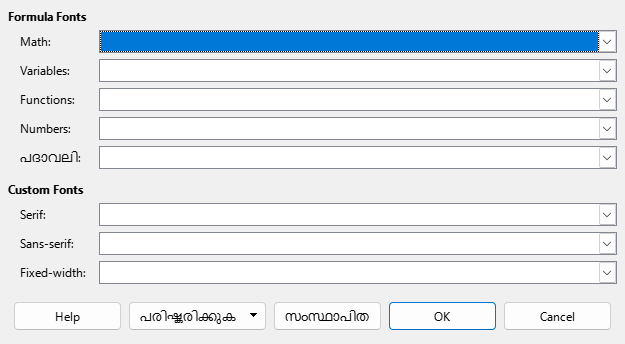 Formula Fonts
Math:
Variables:
Functions:
Numbers:
പദാവലി:
Custom Fonts
Serif:
Sans-serif:
Fixed-width:
Help പരിഷ്കരിക്കുക സംസ്ഥാപിത OK Cancel